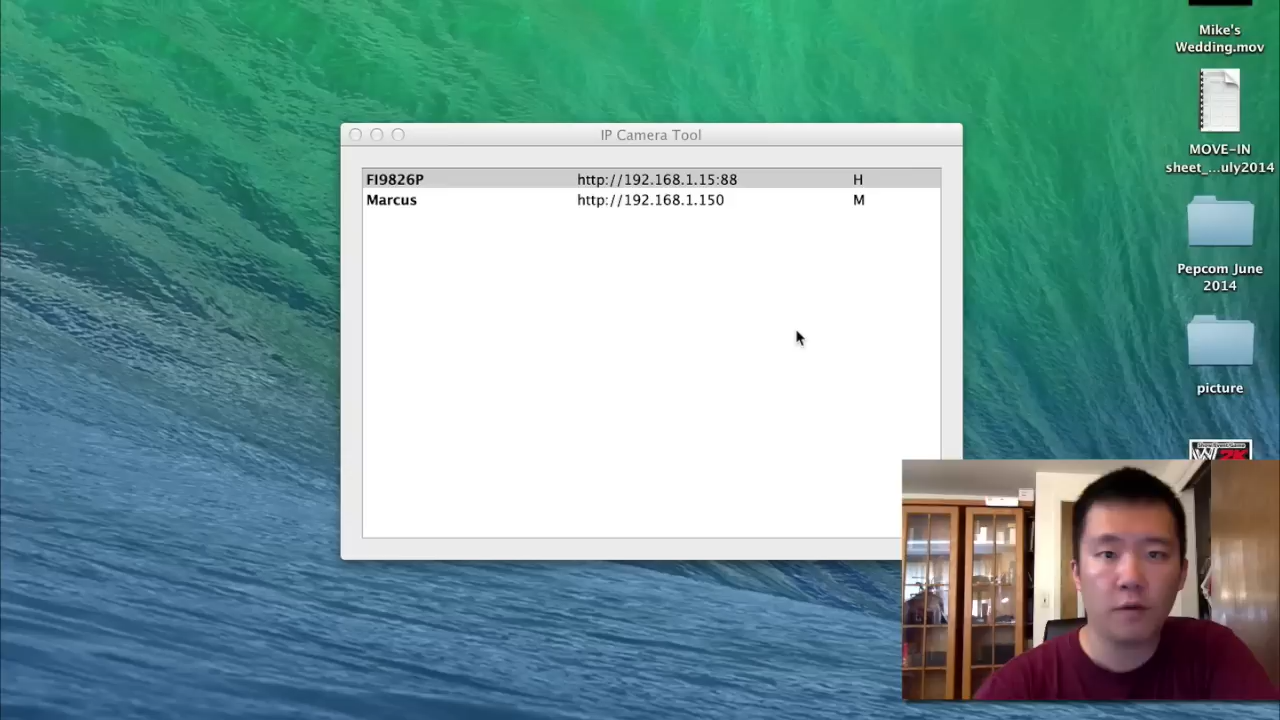 IP Camera Tool
FI9826P http://192.168.1.15:88 H
Marcus http://192.168.1.150 M
Mike's
Wedding.mov
MOVE-IN
sheet_...uly2014
Pepcom June
2014
picture
2K